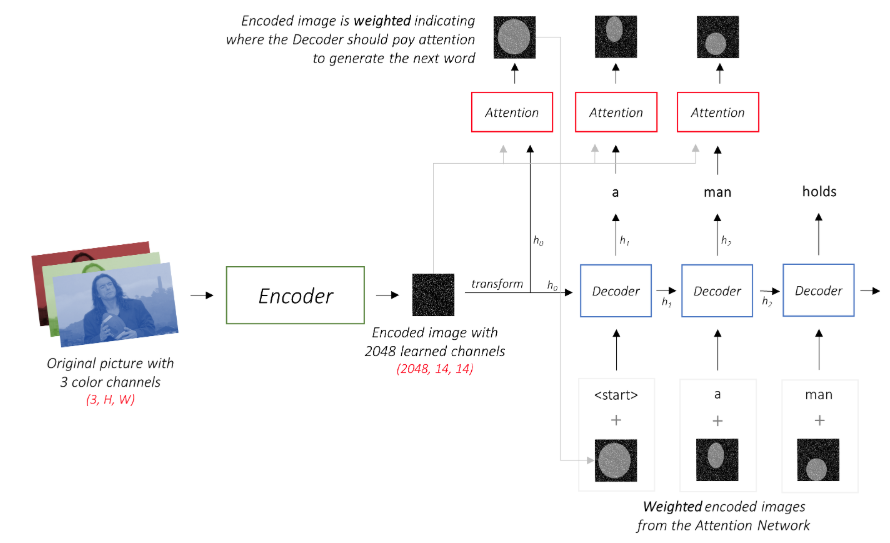 Encoded image is weighted indicating
where the Decoder should pay attention
to generate the next word
Attention
Attention
Attention
a
man
holds
h0
h1
h2
Encoder
transform
h0
Decoder
h1
Decoder
h2
Decoder
Original picture with
3 color channels
(3, H, W)
Encoded image with
2048 learned channels
(2048, 14, 14)
<start>
a
man
+
+
+
Weighted encoded images
from the Attention Network